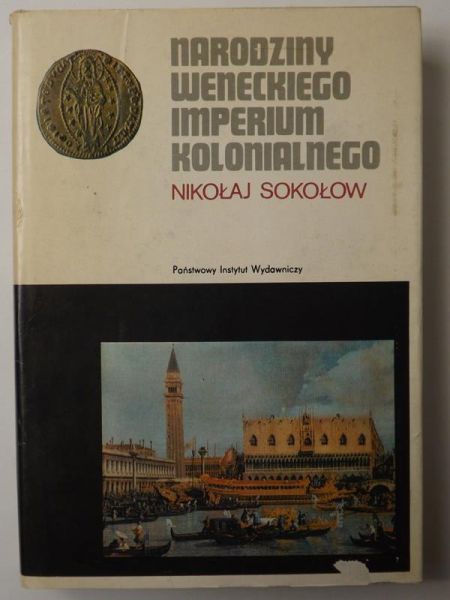 NARODZINY
WENECKIEGO
IMPERIUM
KOLONIALNEGO
NIKOŁAJ SOKOŁOW
Państwowy Instytut Wydawniczy